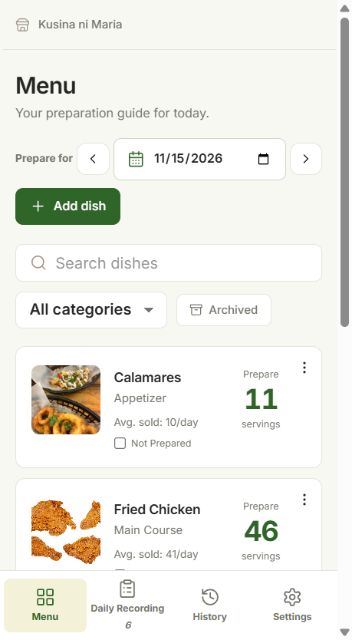 Kusina ni Maria
Menu
Your preparation guide for today.
Prepare for
11/15/2026
Add dish
Search dishes
All categories
Archived
Calamares
Appetizer
Avg. sold: 10/day
Not Prepared
Prepare
11
servings
Fried Chicken
Main Course
Avg. sold: 41/day
Prepare
46
servings
Menu
Daily Recording
6
History
Settings